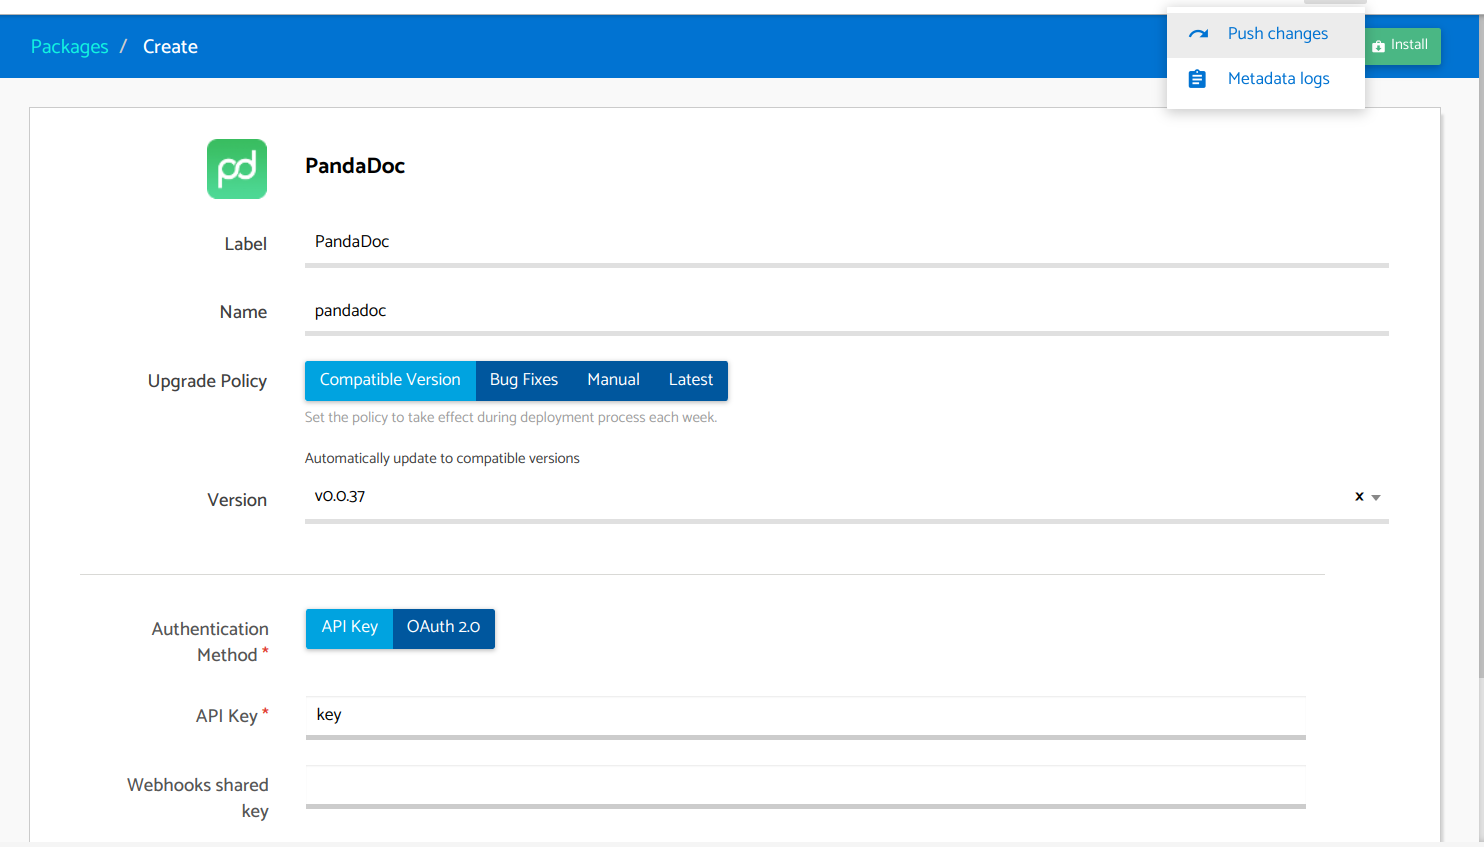 Packages / Create
Push changes
Metadata logs
Install
pd
PandaDoc
Label
PandaDoc
Name
pandadoc
Upgrade Policy
Compatible Version Bug Fixes Manual Latest
Set the policy to take effect during deployment process each week.
Automatically update to compatible versions
Version
v0.0.37
x
Authentication
Method *
API Key OAuth 2.0
API Key *
key
Webhooks shared
key